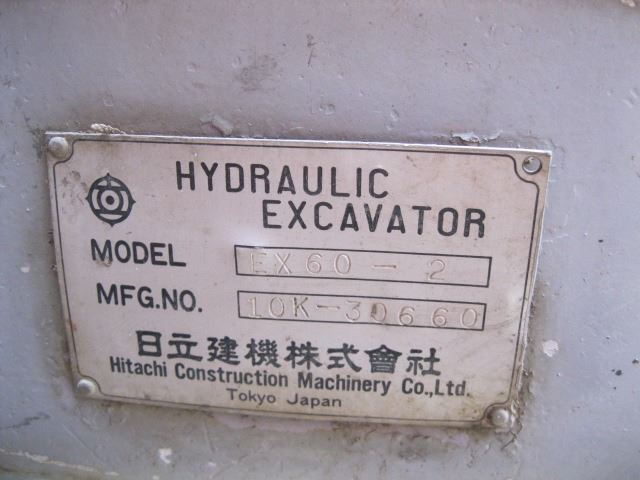 HYDRAULIC
EXCAVATOR
MODEL EX60-2
MFG.NO. 10K-30660
日立建機株式會社
Hitachi Construction Machinery Co.,Ltd.
Tokyo Japan